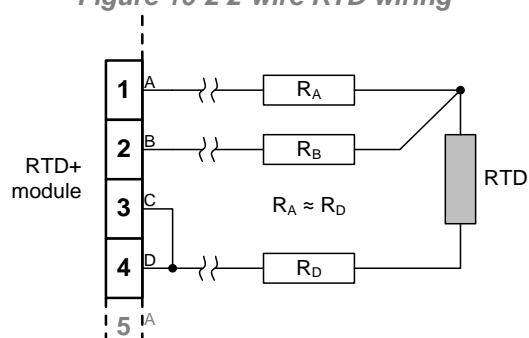 Figure 10-2 2-wire RTD wiring
1 A
R_A
2 B
R_B
RTD+
module
RTD
3 C
R_A ≈ R_D
4 D
R_D
5 A